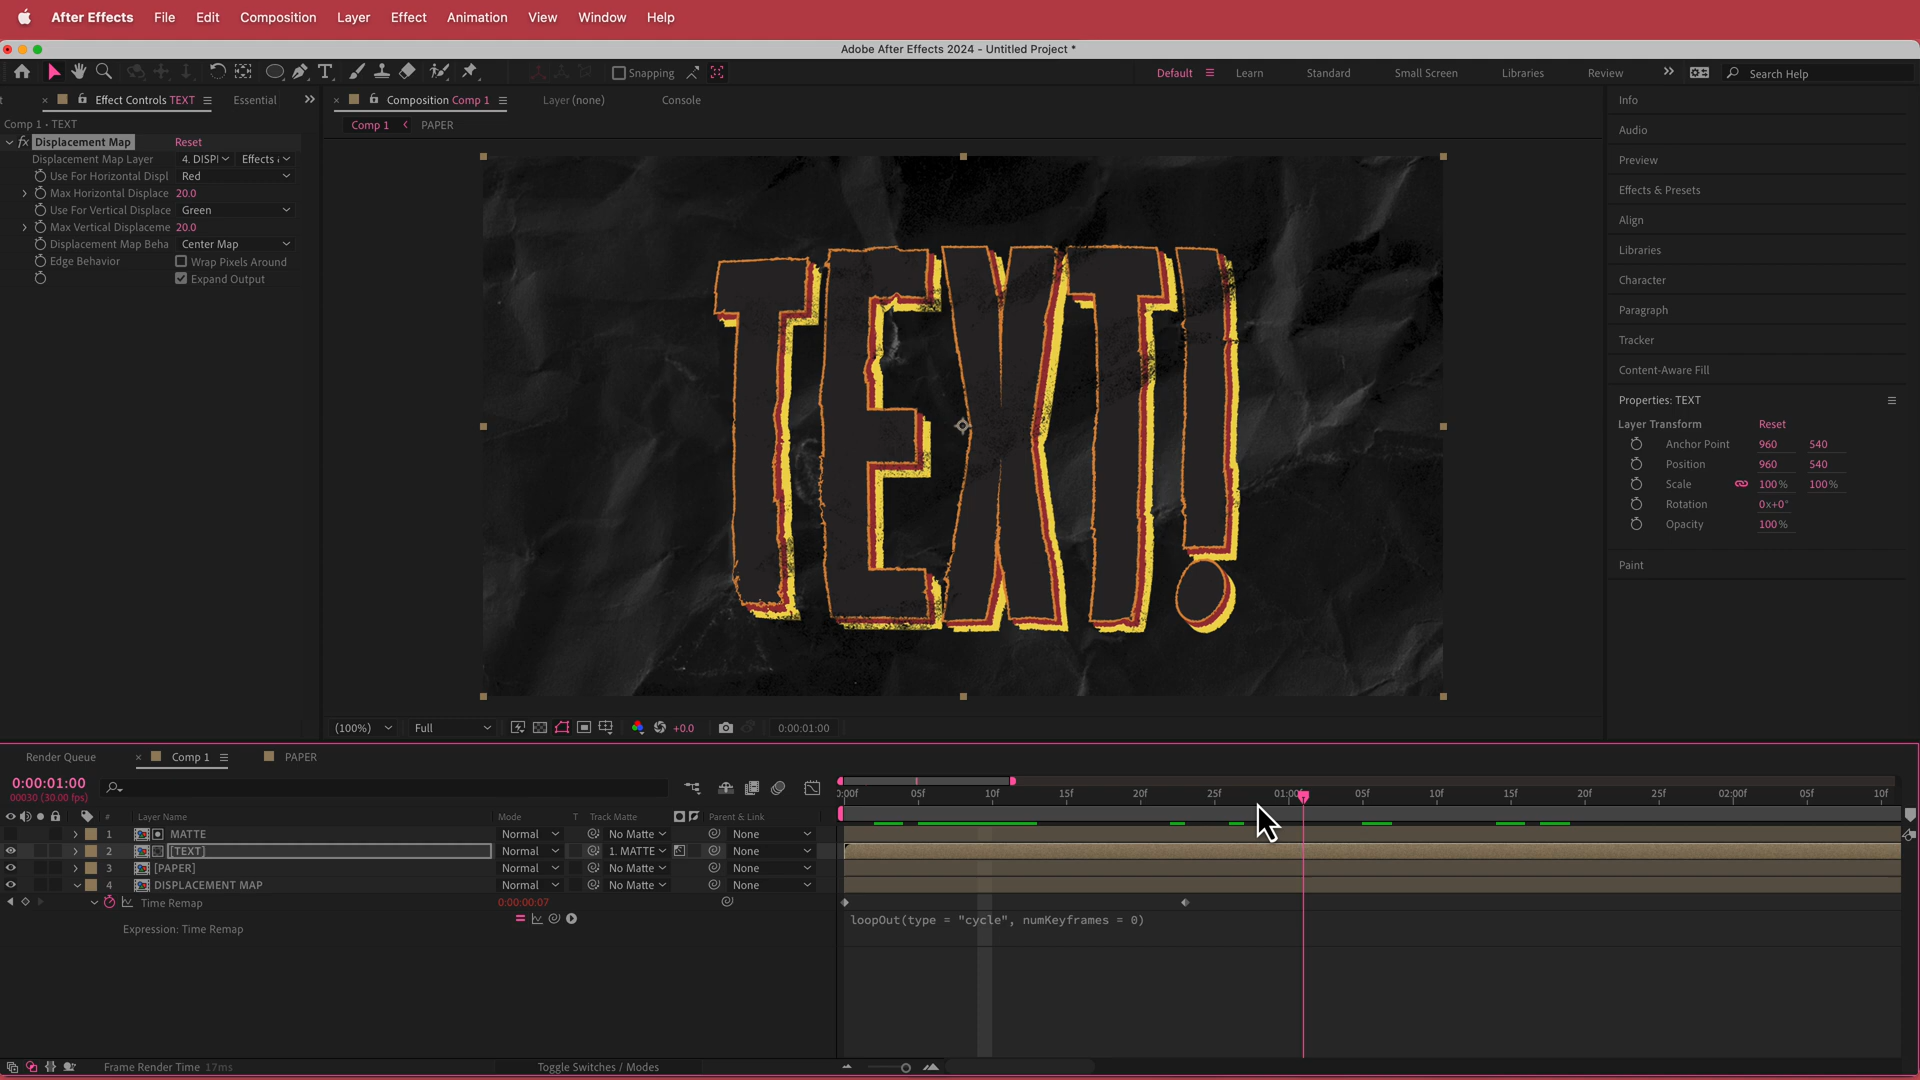 After Effects File Edit Composition Layer Effect Animation View Window Help
Adobe After Effects 2024 - Untitled Project *
Snapping
Default Learn Standard Small Screen Libraries Review Search Help
Effect Controls TEXT Essential
Composition Comp 1 Layer (none) Console
Comp 1 • TEXT
Comp 1 < PAPER
Displacement Map Reset
Displacement Map Layer 4. DISPI
Use For Horizontal Displ Red
Max Horizontal Displace 20.0
Use For Vertical Displace Green
Max Vertical Displaceme 20.0
Displacement Map Beha Center Map
Edge Behavior Wrap Pixels Around
Expand Output
TEXT!
Info
Audio
Preview
Effects & Presets
Align
Libraries
Character
Paragraph
Tracker
Content-Aware Fill
Properties: TEXT
Layer Transform Reset
Anchor Point 960 540
Position 960 540
Scale 100% 100%
Rotation 0x+0°
Opacity 100%
Paint
(100%) Full +0.0 0:00:01:00
Render Queue Comp 1 PAPER
0:00:01:00
00030 (30.00 fps)
:00f 05f 10f 15f 20f 25f 01:00f 05f 10f 15f 20f 25f 02:00f 05f 10f
# Layer Name Mode T Track Matte Parent & Link
1 MATTE Normal No Matte None
2 [TEXT] Normal 1. MATTE None
3 [PAPER] Normal No Matte None
4 DISPLACEMENT MAP Normal No Matte None
Time Remap 0:00:00:07
loopOut(type = "cycle", numKeyframes = 0)
Expression: Time Remap
Frame Render Time 17ms Toggle Switches / Modes